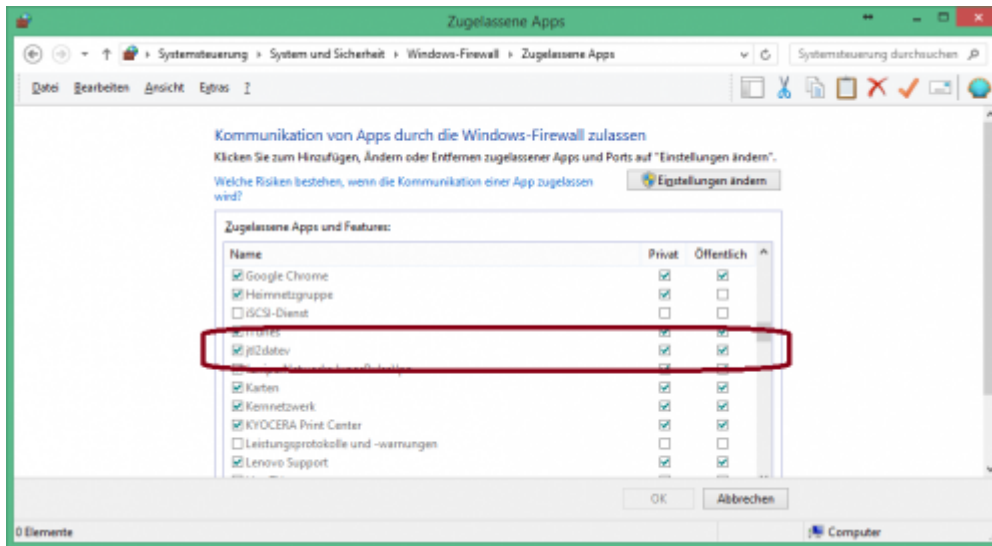 Zugelassene Apps
Systemsteuerung System und Sicherheit Windows-Firewall Zugelassene Apps
Systemsteuerung durchsuchen
Datei Bearbeiten Ansicht Extras ?
Kommunikation von Apps durch die Windows-Firewall zulassen
Klicken Sie zum Hinzufügen, Ändern oder Entfernen zugelassener Apps und Ports auf "Einstellungen ändern".
Welche Risiken bestehen, wenn die Kommunikation einer App zugelassen
wird?
Einstellungen ändern
Zugelassene Apps und Features:
Name Privat Öffentlich
Google Chrome
Heimnetzgruppe
iSCSI-Dienst
iTunes
jtl2datev
Karten
Kernnetzwerk
KYOCERA Print Center
Leistungsprotokolle und -warnungen
Lenovo Support
OK Abbrechen
0 Elemente Computer